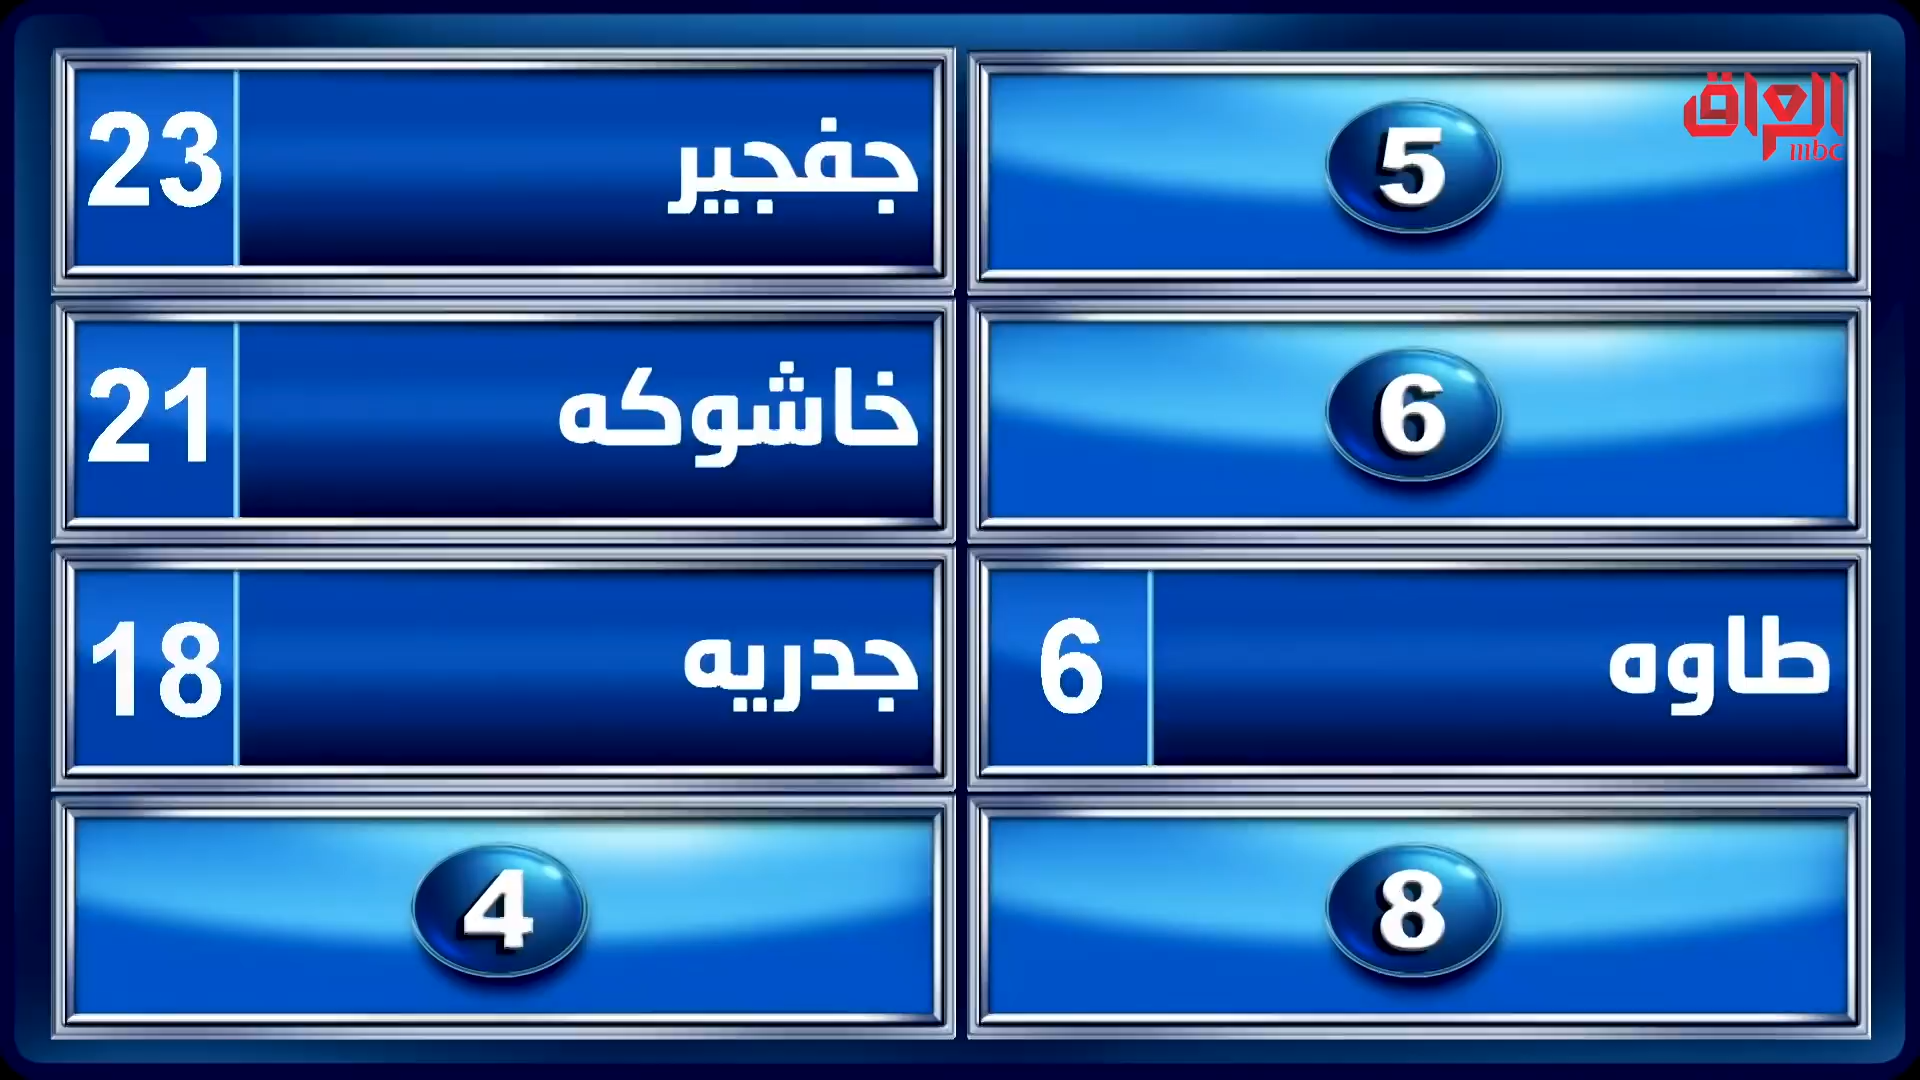 العراق
mbc
23 جفجير
21 خاشوكه
18 جدريه
4
5
6
6 طاوه
8